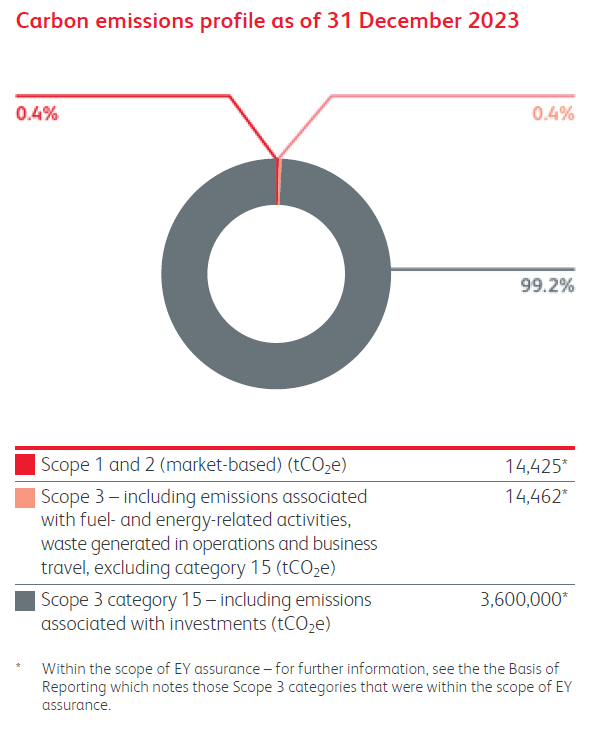 Carbon emissions profile as of 31 December 2023
0.4%
0.4%
99.2%
Scope 1 and 2 (market-based) (tCO₂e) 14,425*
Scope 3 – including emissions associated 14,462*
with fuel- and energy-related activities,
waste generated in operations and business
travel, excluding category 15 (tCO₂e)
Scope 3 category 15 – including emissions 3,600,000*
associated with investments (tCO₂e)
* Within the scope of EY assurance – for further information, see the the Basis of
Reporting which notes those Scope 3 categories that were within the scope of EY
assurance.